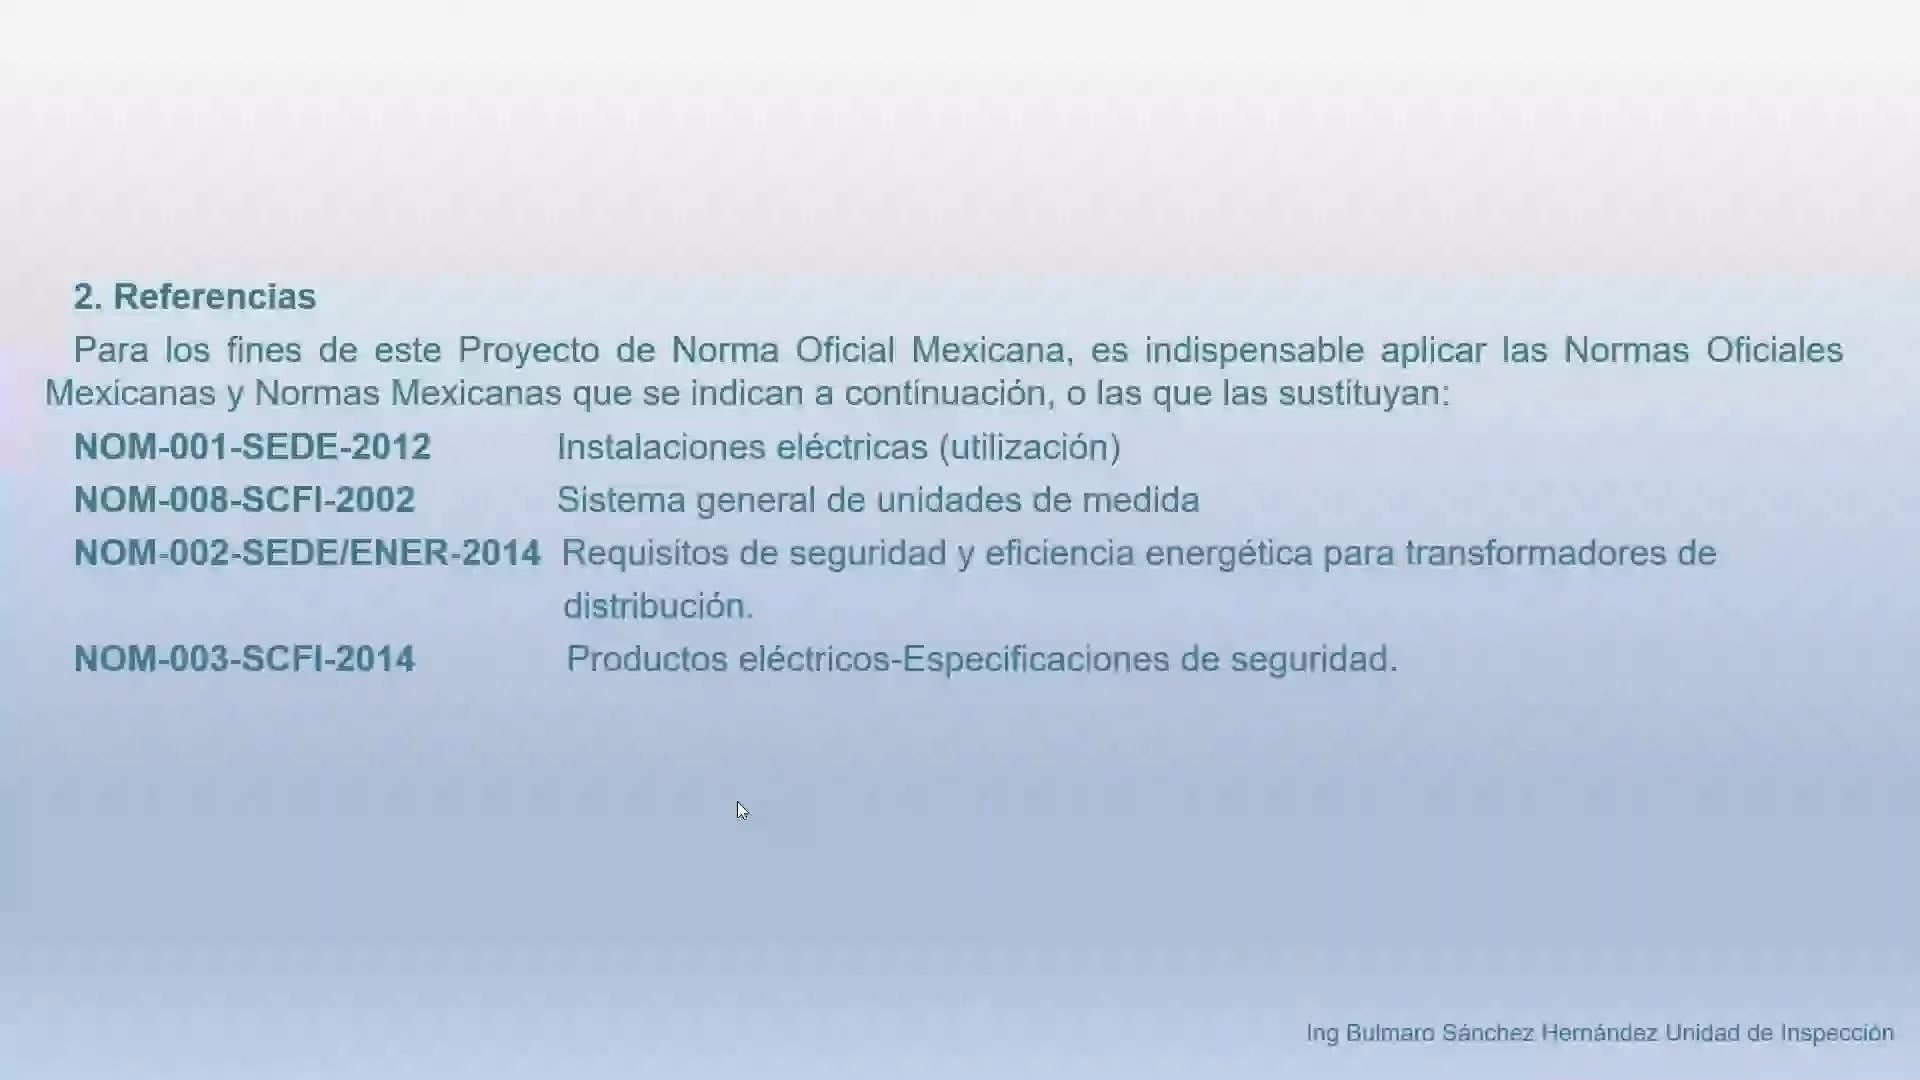 2. Referencias
Para los fines de este Proyecto de Norma Oficial Mexicana, es indispensable aplicar las Normas Oficiales
Mexicanas y Normas Mexicanas que se indican a continuación, o las que las sustituyan:
NOM-001-SEDE-2012 Instalaciones eléctricas (utilización)
NOM-008-SCFI-2002 Sistema general de unidades de medida
NOM-002-SEDE/ENER-2014 Requisitos de seguridad y eficiencia energética para transformadores de
distribución.
NOM-003-SCFI-2014 Productos eléctricos-Especificaciones de seguridad.
Ing Bulmaro Sánchez Hernández Unidad de Inspección